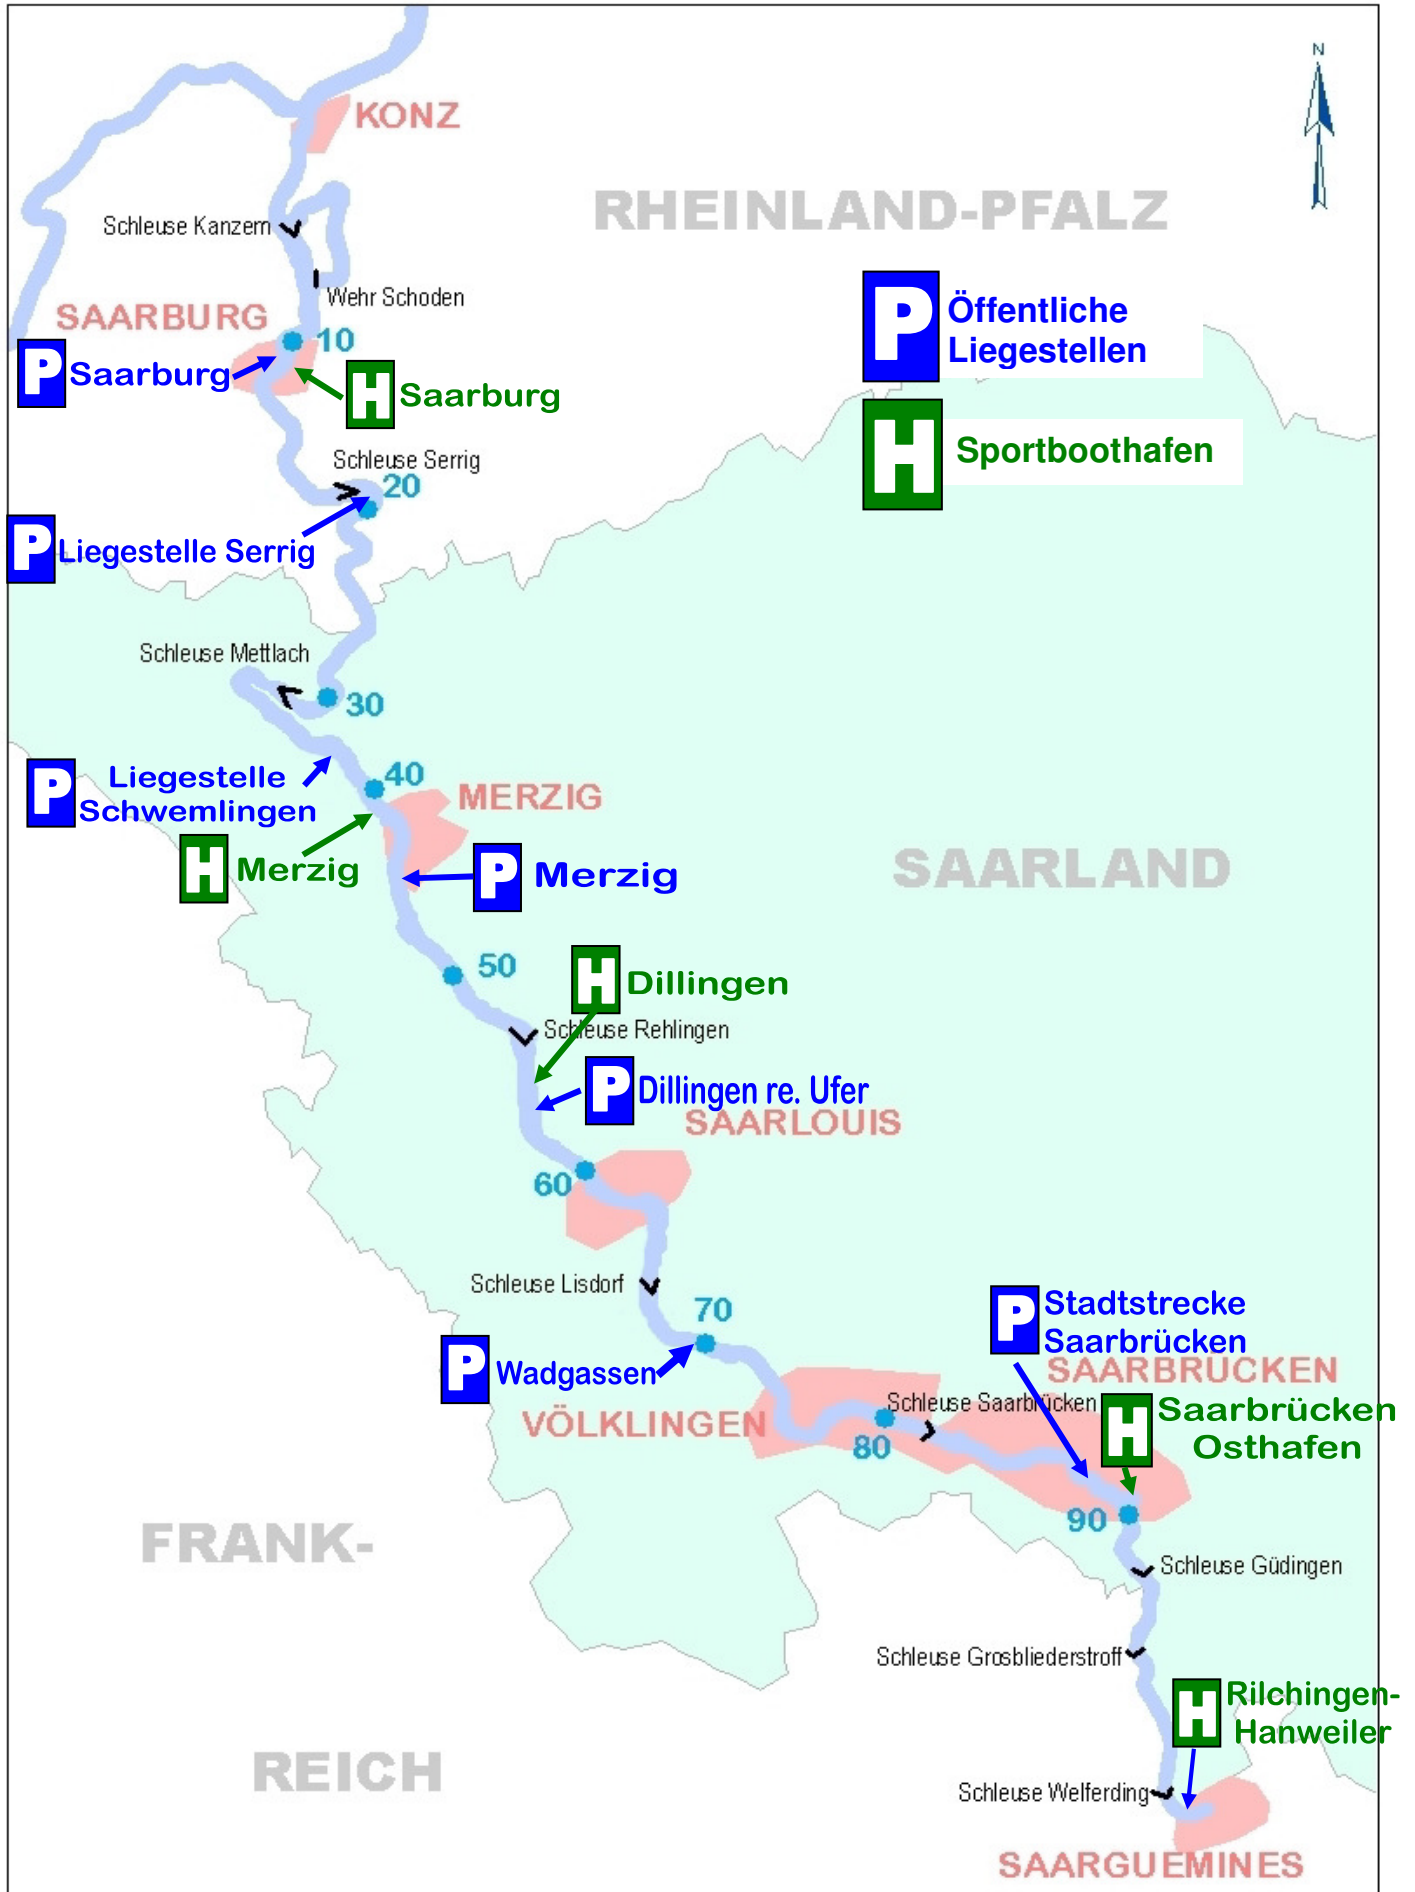 N
KONZ
RHEINLAND-PFALZ
Schleuse Kanzem
Wehr Schoden
SAARBURG
10
P Saarburg
H Saarburg
P Öffentliche
Liegestellen
H Sportboothafen
Schleuse Serrig
20
P Liegestelle Serrig
Schleuse Mettlach
30
P Liegestelle
Schwemlingen
40
MERZIG
H Merzig
P Merzig
SAARLAND
50
H Dillingen
Schleuse Rehlingen
P Dillingen re. Ufer
SAARLOUIS
60
Schleuse Lisdorf
70
P Wadgassen
P Stadtstrecke
Saarbrücken
SAARBRÜCKEN
Schleuse Saarbrücken
H Saarbrücken
Osthafen
VÖLKLINGEN
80
90
FRANK-
Schleuse Güdingen
Schleuse Grosbliederstroff
H Rilchingen-
Hanweiler
REICH
Schleuse Welferding
SAARGUEMINES